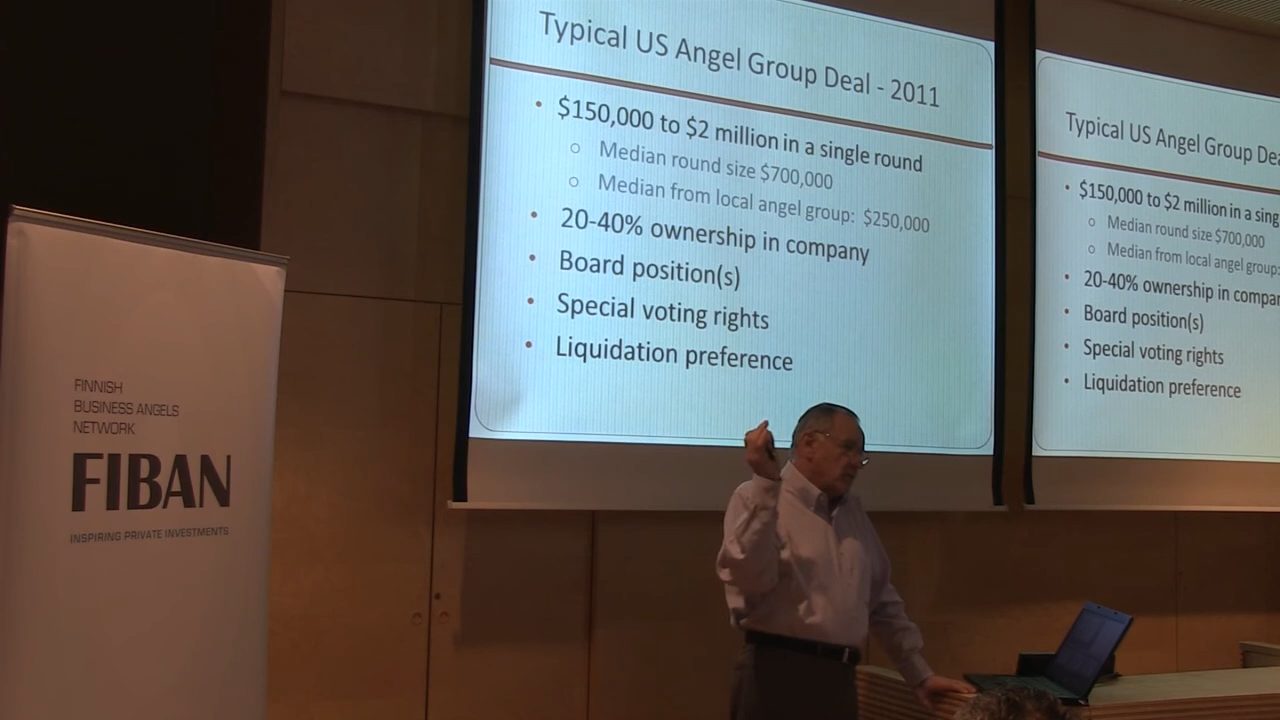 Typical US Angel Group Deal - 2011
• $150,000 to $2 million in a single round
○ Median round size $700,000
○ Median from local angel group: $250,000
• 20-40% ownership in company
• Board position(s)
• Special voting rights
• Liquidation preference
Typical US Angel Group
• $150,000 to $2 million in a
○ Median round size $700,000
○ Median from local angel group:
• 20-40% ownership in
• Board position(s)
• Special voting rights
• Liquidation preference
FINNISH
BUSINESS ANGELS
NETWORK
FIBAN
INSPIRING PRIVATE INVESTMENTS